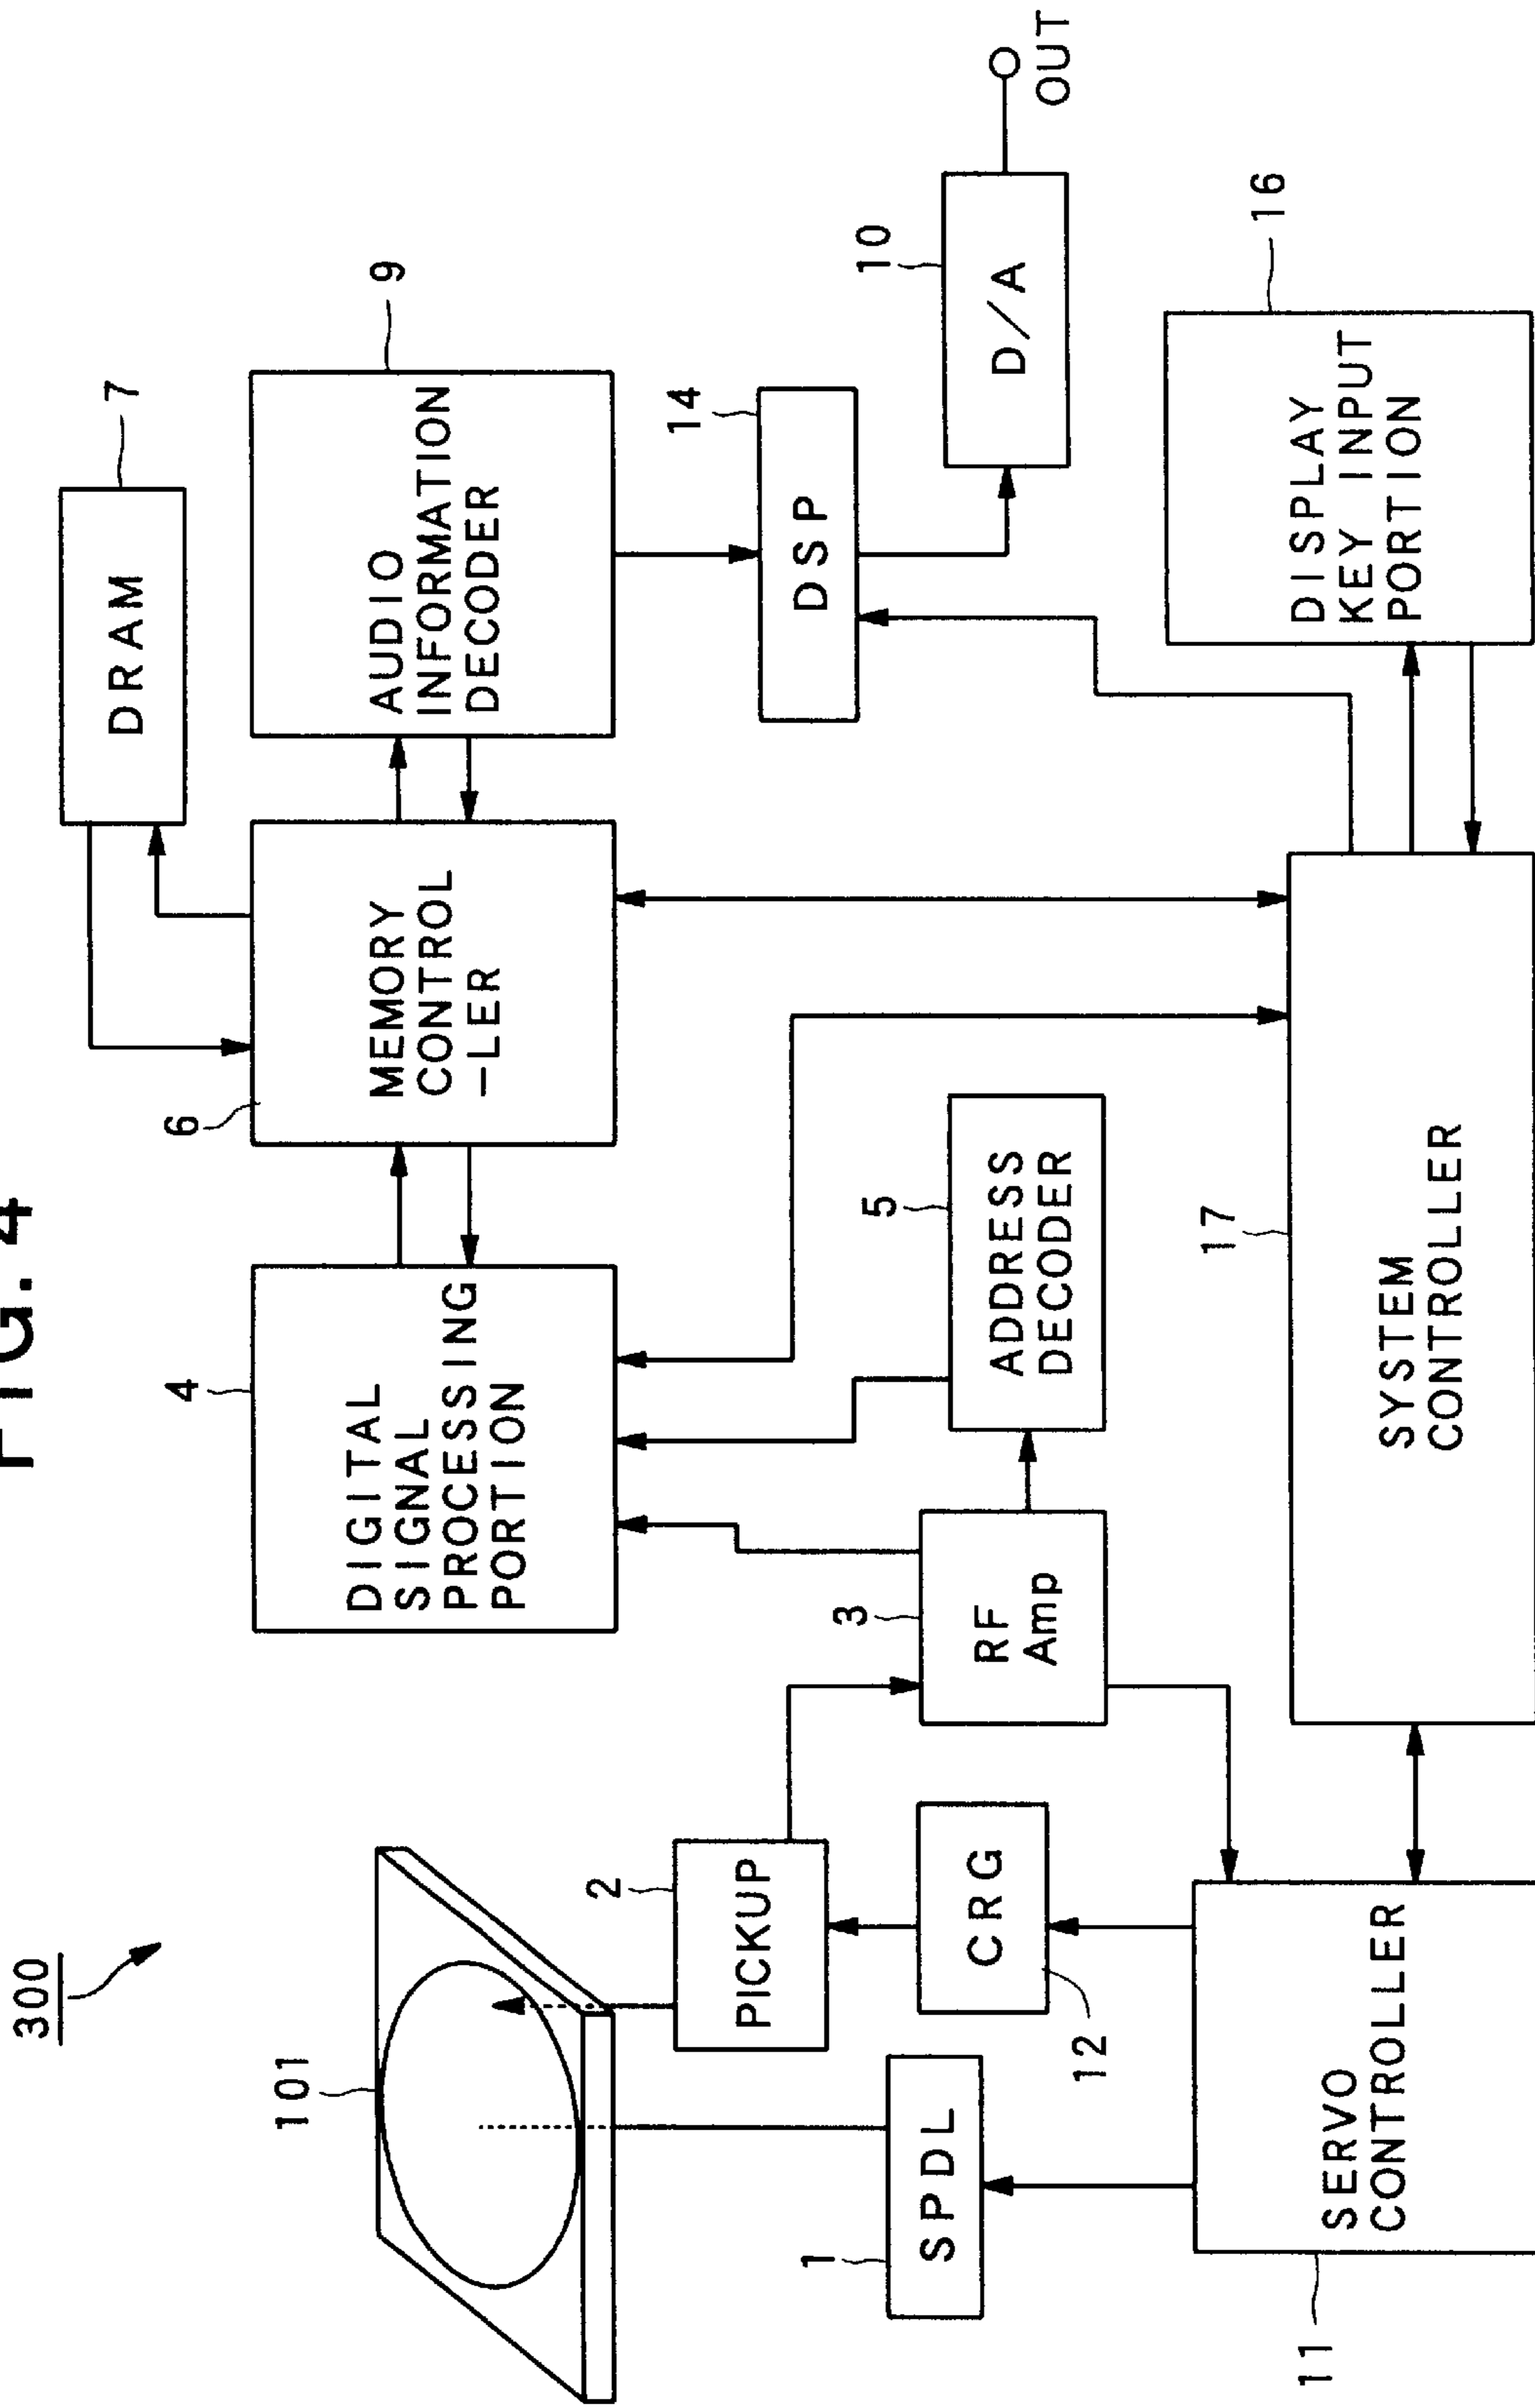 FIG. 4
300
101
4
DIGITAL
SIGNAL
PROCESSING
PORTION
6
MEMORY
CONTROL
-LER
7
DRAM
9
AUDIO
INFORMATION
DECODER
2
PICKUP
14
DSP
1
SPDL
12
CRG
3
RF
Amp
5
ADDRESS
DECODER
10
D/A
OUT
11
SERVO
CONTROLLER
17
SYSTEM
CONTROLLER
16
DISPLAY
KEY INPUT
PORTION